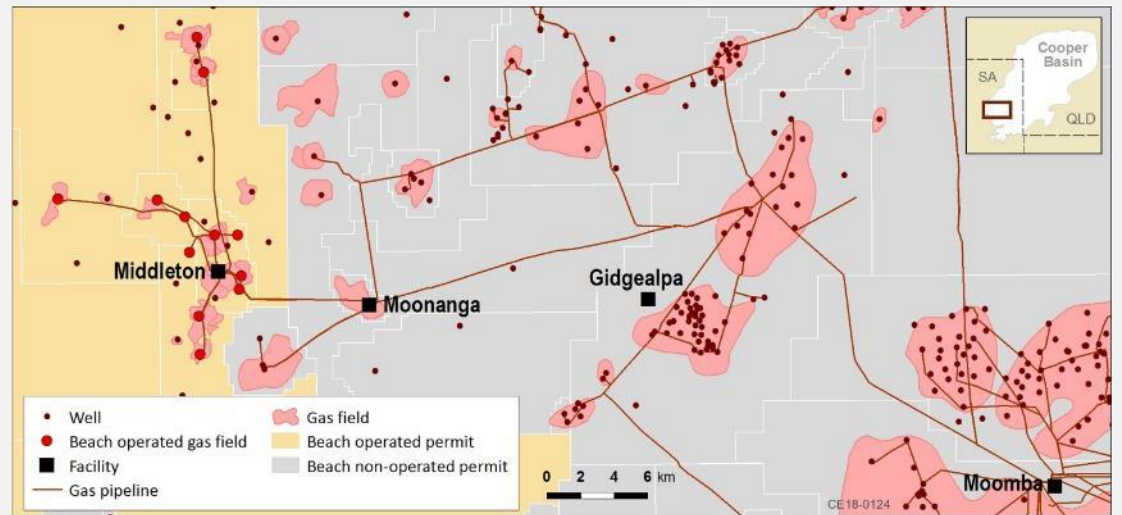 Cooper
Basin
SA
QLD
Middleton
Moonanga
Gidgealpa
Moomba
Well
Beach operated gas field
Facility
Gas pipeline
Gas field
Beach operated permit
Beach non-operated permit
0 2 4 6 km
CE18-0124